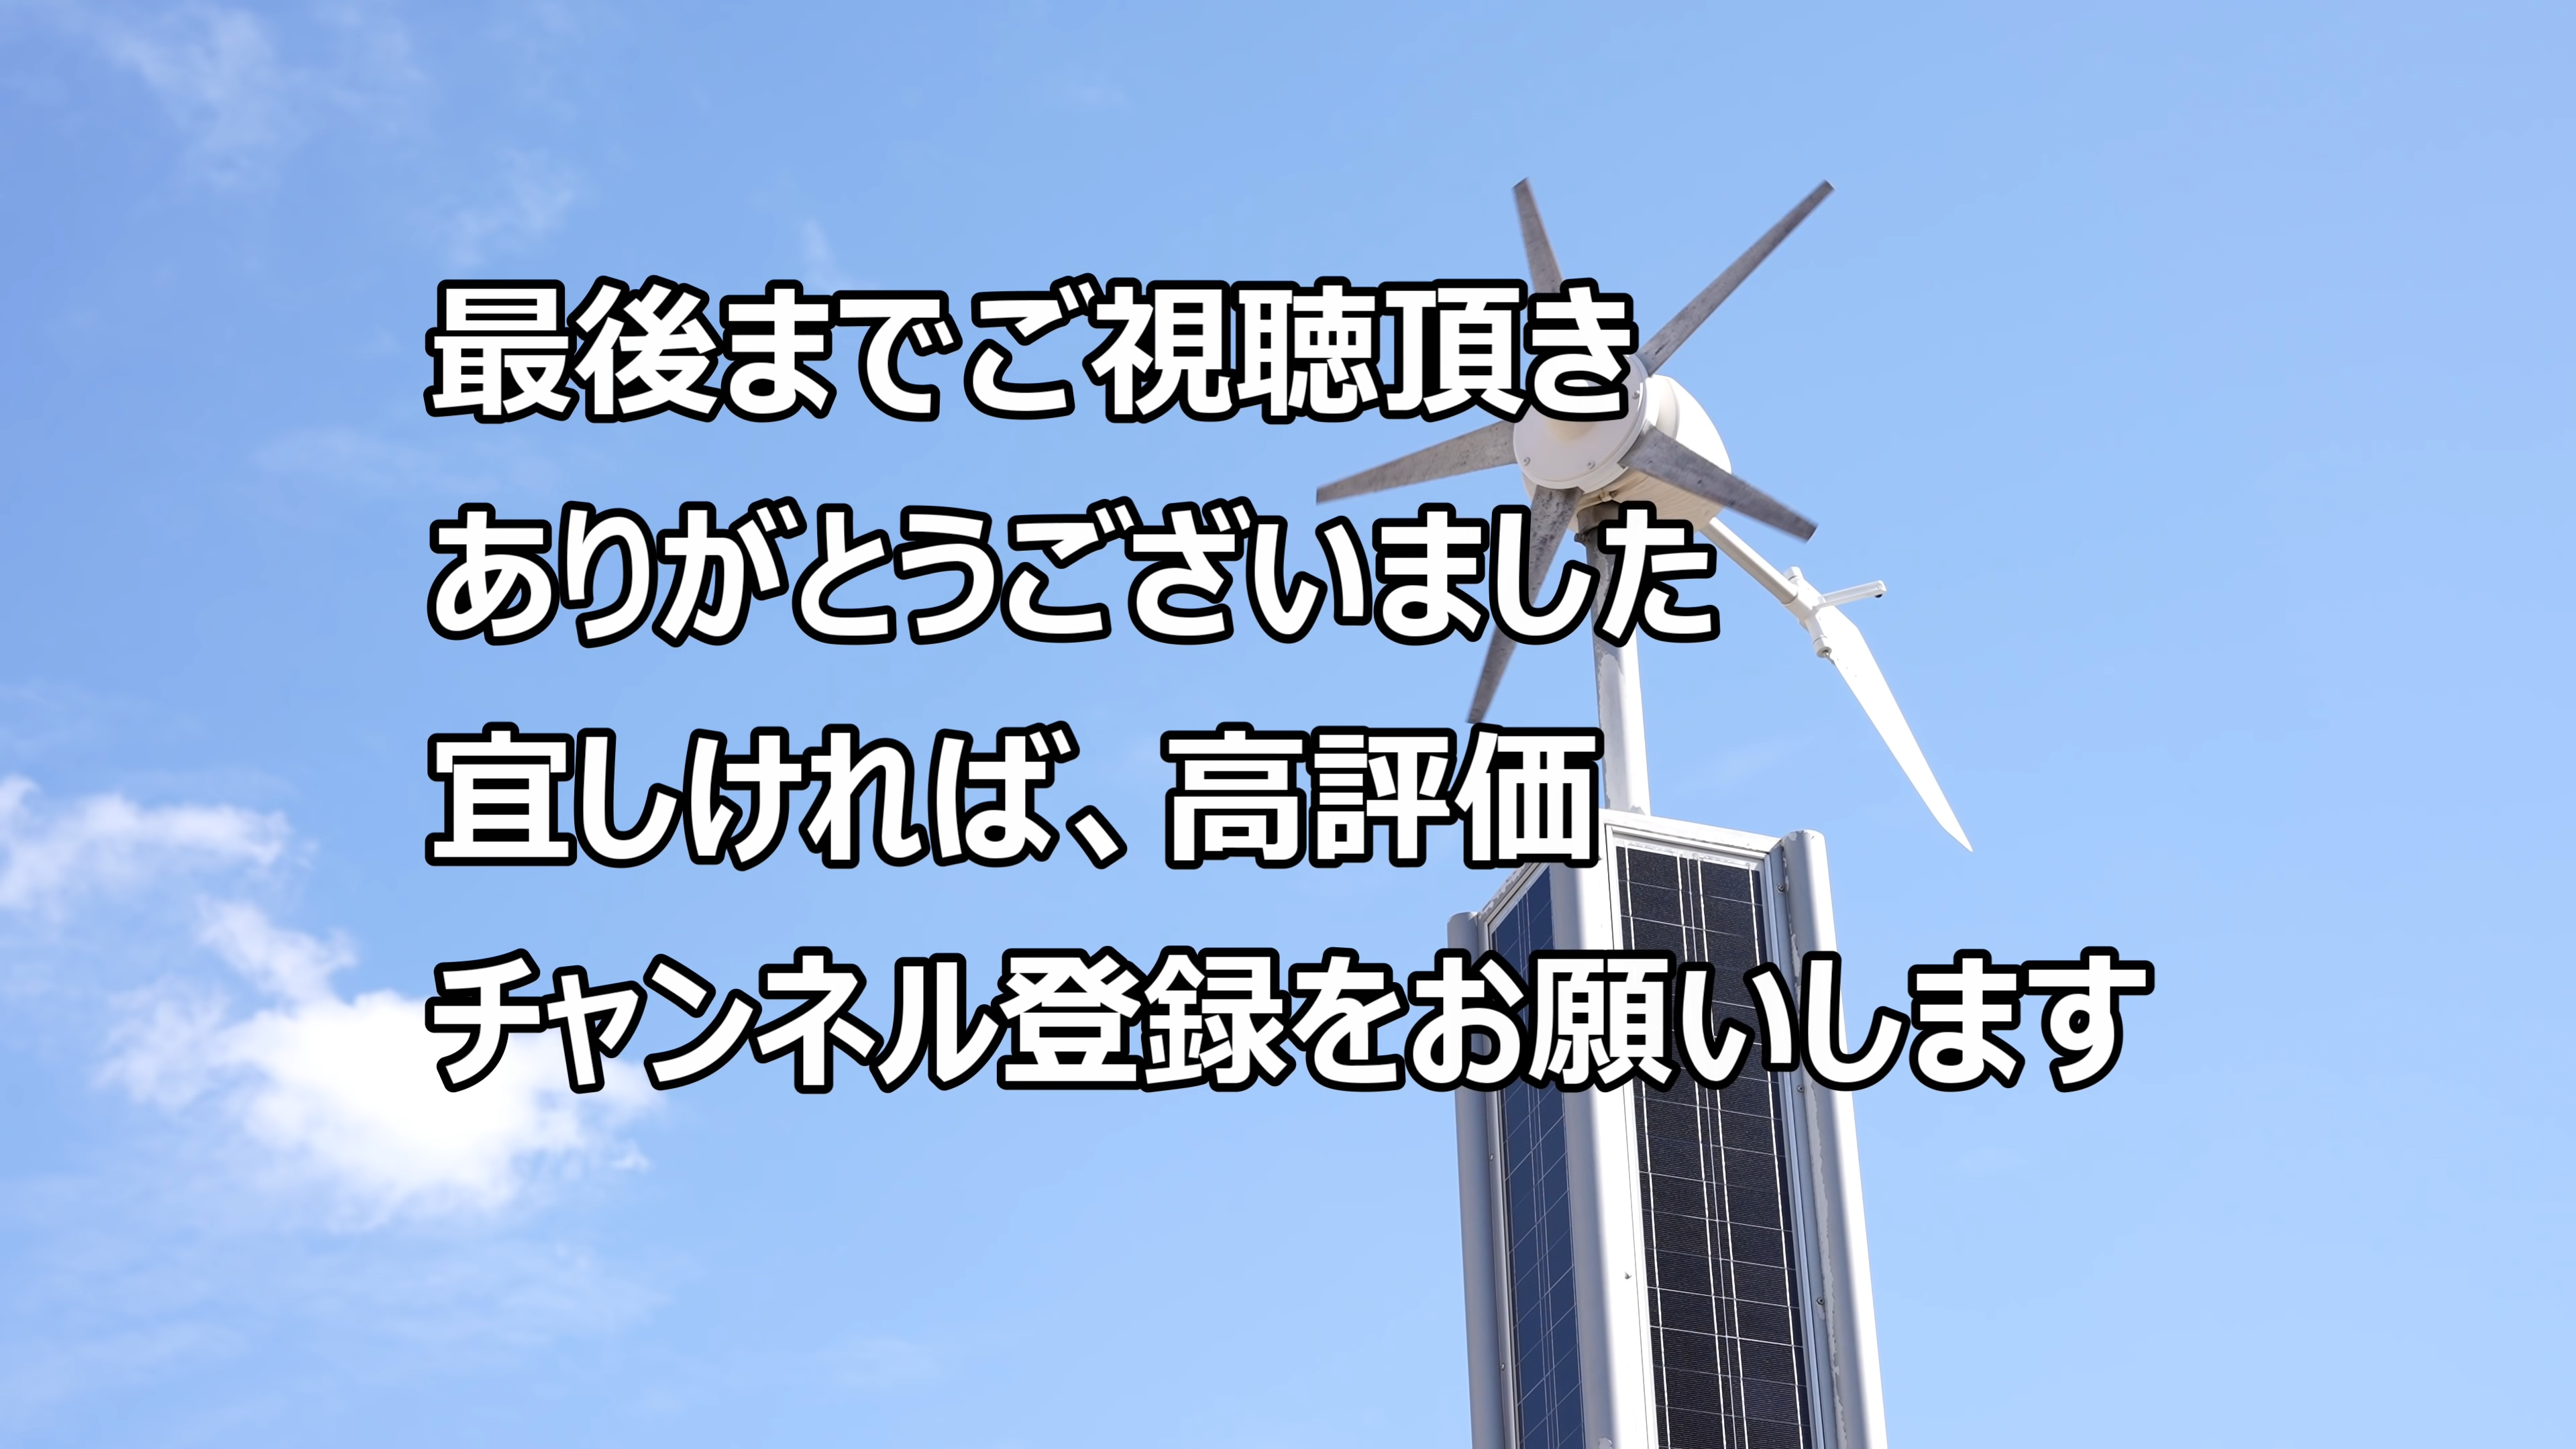 最後までご視聴頂き
ありがとうございました
宜しければ、高評価
チャンネル登録をお願いします